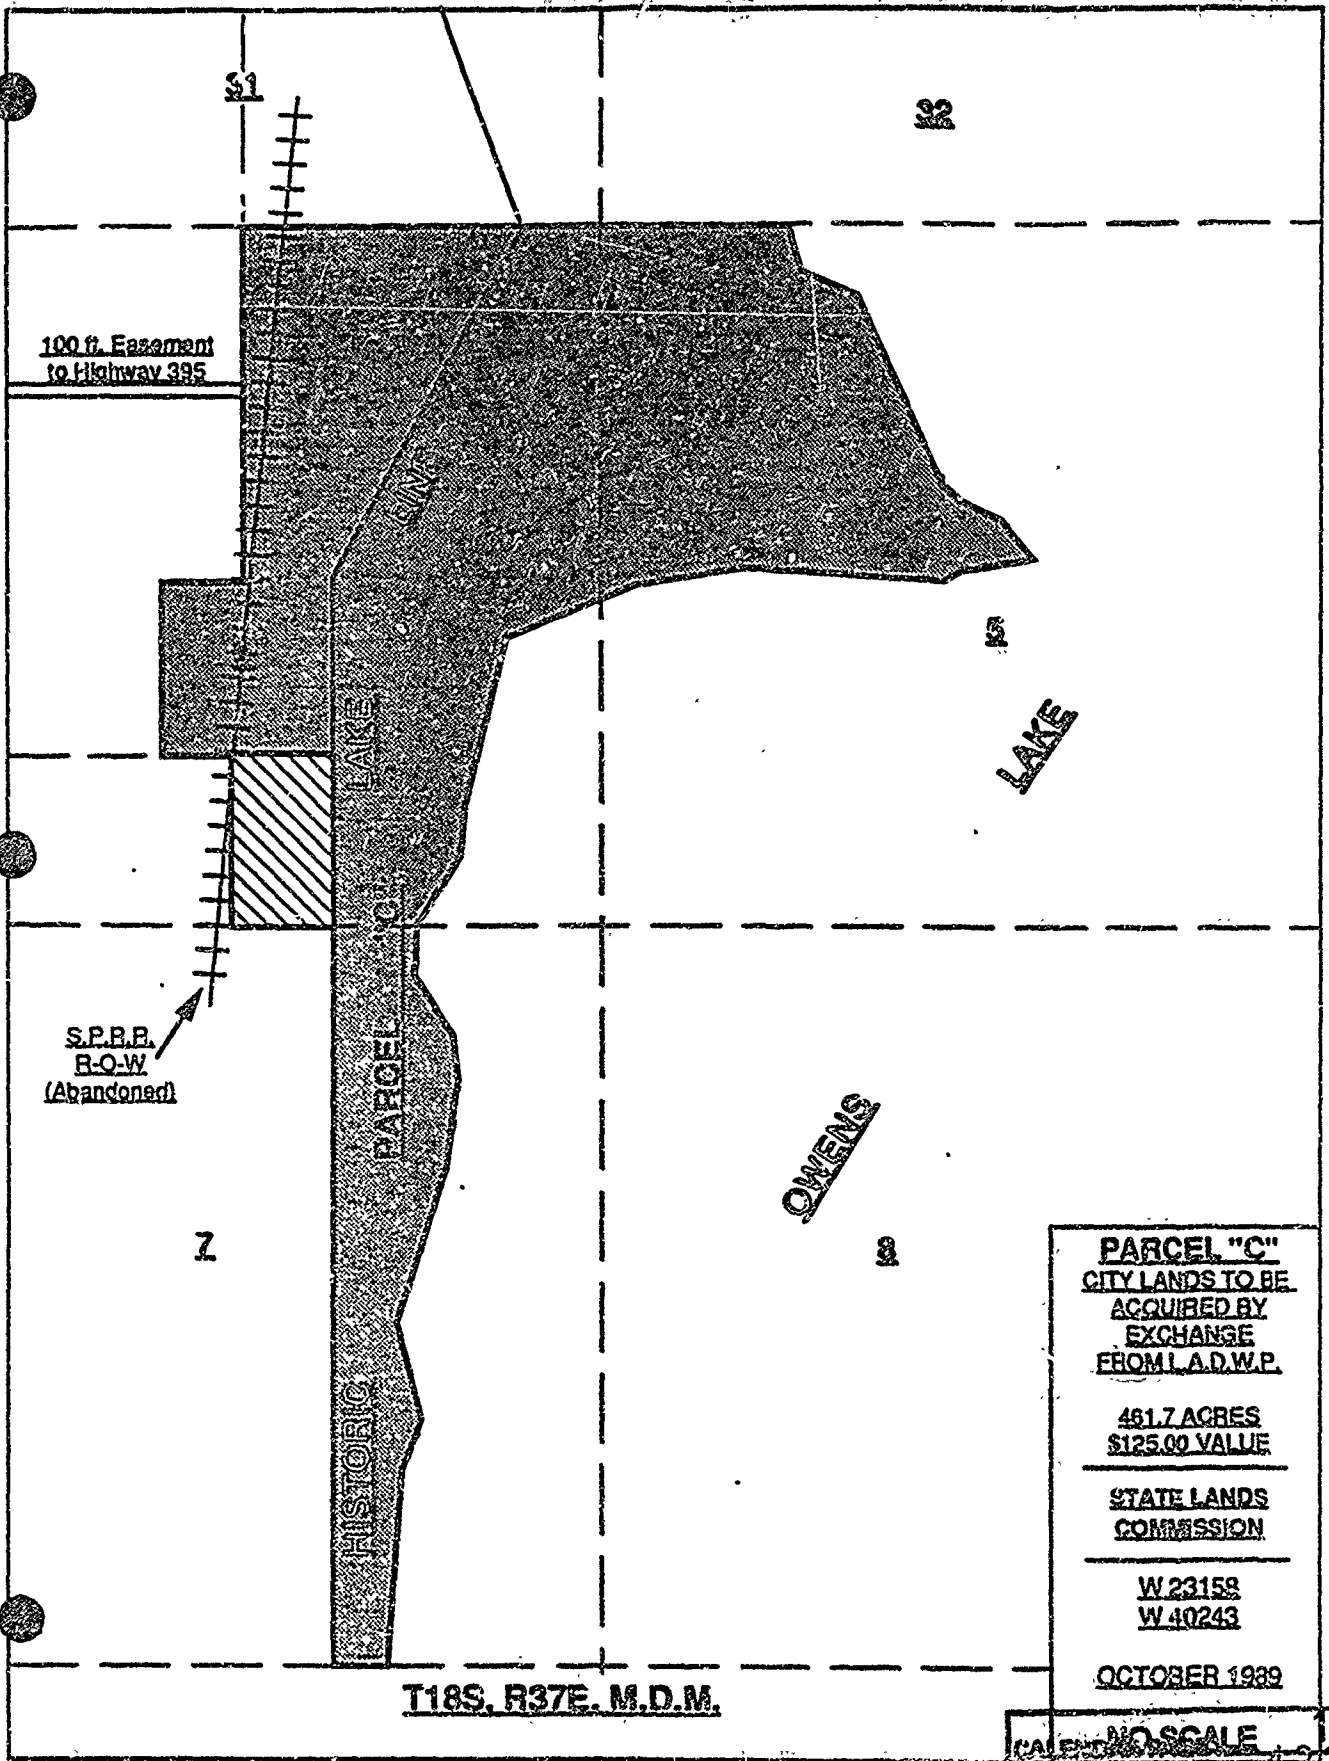 31
32
100 ft. Easement
to Highway 395
LINE
5
LAKE
LAKE
PARCEL "C"
S.P.R.R.
R-O-W
(Abandoned)
OWENS
7
8
HISTORIC
PARCEL "C"
CITY LANDS TO BE
ACQUIRED BY
EXCHANGE
FROM L.A.D.W.P.
461.7 ACRES
$125.00 VALUE
STATE LANDS
COMMISSION
W 23158
W 40243
OCTOBER 1989
NO SCALE
T18S, R37E, M.D.M.